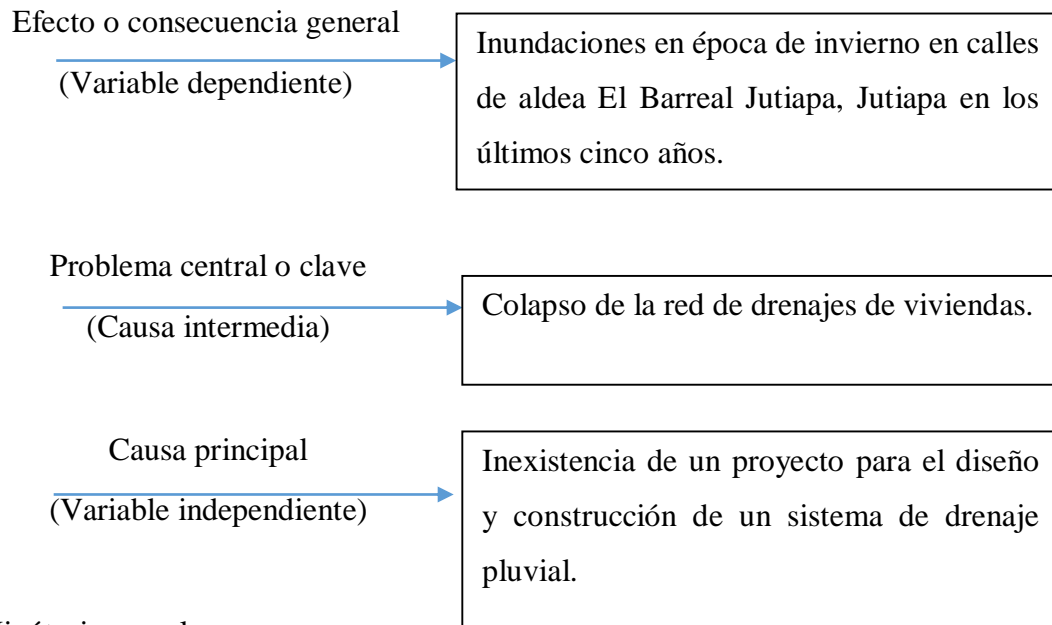 Efecto o consecuencia general
(Variable dependiente)
Inundaciones en época de invierno en calles
de aldea El Barreal Jutiapa, Jutiapa en los
últimos cinco años.
Problema central o clave
(Causa intermedia)
Colapso de la red de drenajes de viviendas.
Causa principal
(Variable independiente)
Inexistencia de un proyecto para el diseño
y construcción de un sistema de drenaje
pluvial.